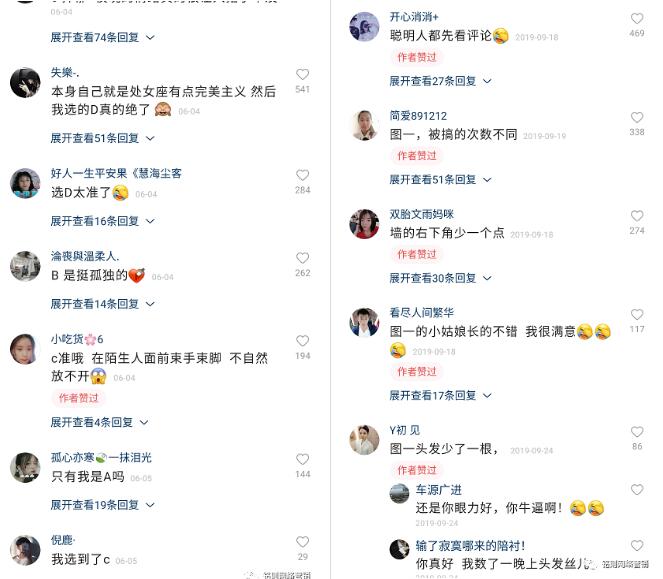 06-04
展开查看74条回复
失樂-.
本身自己就是处女座有点完美主义 然后
我选的D真的绝了 06-04
541
展开查看51条回复
好人一生平安果《慧海尘客
选D太准了 06-04
284
展开查看16条回复
淪喪與溫柔人.
B 是挺孤独的 06-04
262
展开查看14条回复
小吃货🌸6
c准哦 在陌生人面前束手束脚 不自然
放不开 06-04
194
作者赞过
展开查看4条回复
孤心亦寒 一抹泪光
只有我是A吗 06-05
144
展开查看19条回复
倪鹿·
我选到了c 06-05
29
开心消消+
聪明人都先看评论 2019-09-18
469
作者赞过
展开查看27条回复
简爱891212
图一，被搞的次数不同 2019-09-19
338
作者赞过
展开查看51条回复
双胎文雨妈咪
墙的右下角少一个点 2019-09-18
274
作者赞过
展开查看30条回复
看尽人间繁华
图一的小姑娘长的不错 我很满意
2019-09-18
117
作者赞过
展开查看17条回复
Y初 见
图一头发少了一根， 2019-09-24
86
作者赞过
车源广进
还是你眼力好，你牛逼啊！
2019-09-24
输了寂寞哪来的陪衬！
你真好 我数了一晚上头发丝儿